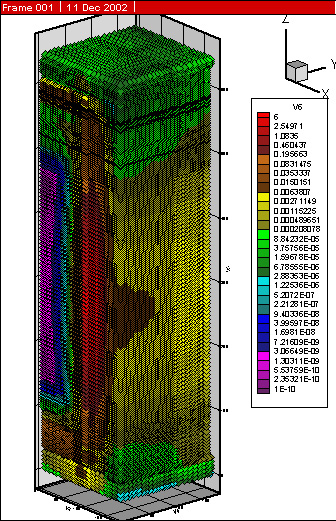 Frame 001 | 11 Dec 2002
Z
Y
X
V6
6
2.54971
1.0835
0.460437
0.195663
0.0831475
0.0353337
0.0150151
0.0063807
0.00271149
0.00115225
0.000489651
0.000208078
8.84232E-05
3.75756E-05
1.59678E-05
6.78555E-06
2.88353E-06
1.22536E-06
5.2072E-07
2.21281E-07
9.40336E-08
3.99597E-08
1.6981E-08
7.21609E-09
3.06649E-09
1.30311E-09
5.53759E-10
2.35321E-10
1E-10